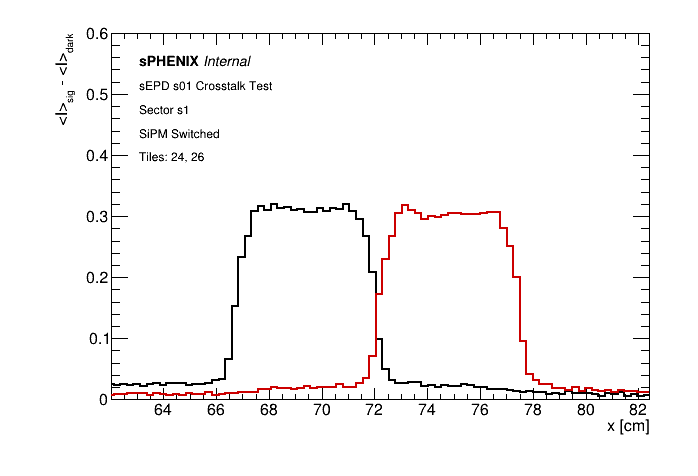 0.6
<I>sig - <I>dark
sPHENIX Internal
sEPD s01 Crosstalk Test
0.5
Sector s1
SiPM Switched
0.4
Tiles: 24, 26
0.3
0.2
0.1
0
64 66 68 70 72 74 76 78 80 82
x [cm]